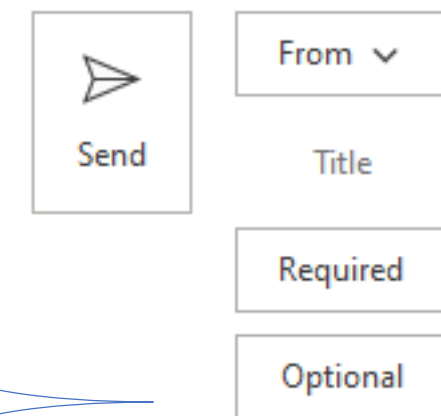 Send
From
Title
Required
Optional